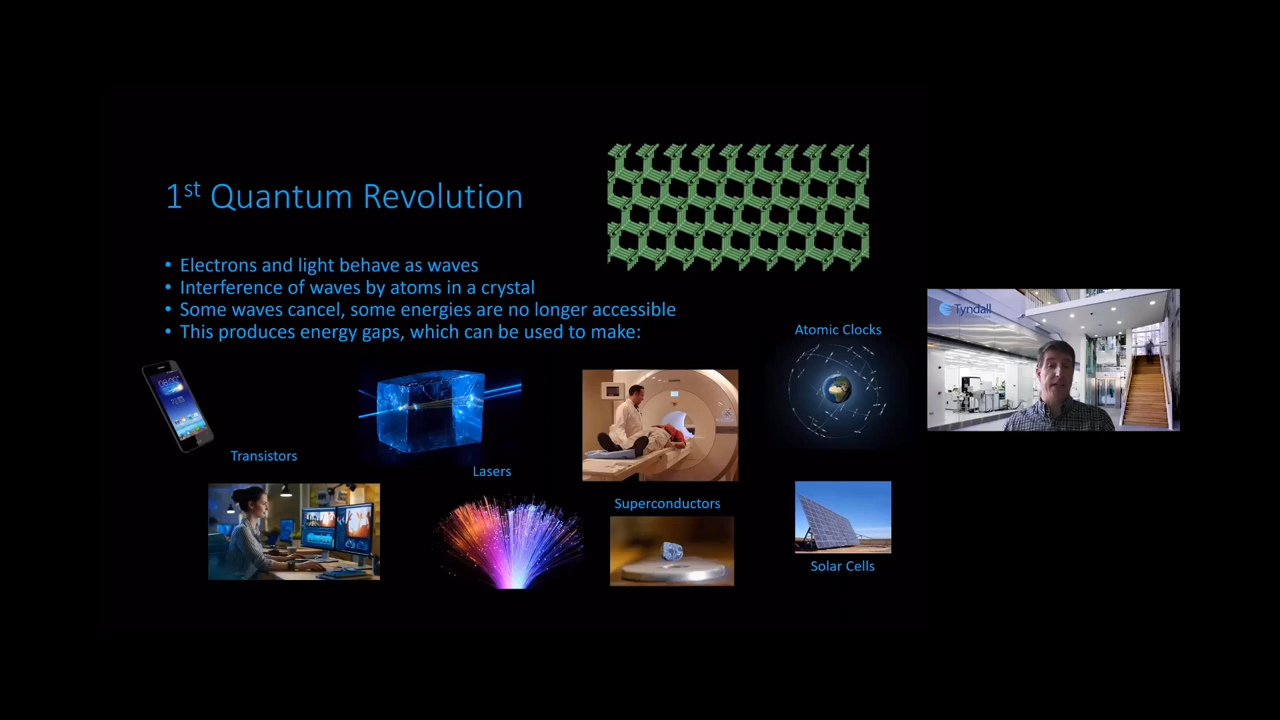 1st Quantum Revolution
• Electrons and light behave as waves
• Interference of waves by atoms in a crystal
• Some waves cancel, some energies are no longer accessible
• This produces energy gaps, which can be used to make:
Atomic Clocks
Tyndall
Transistors
Lasers
Superconductors
Solar Cells